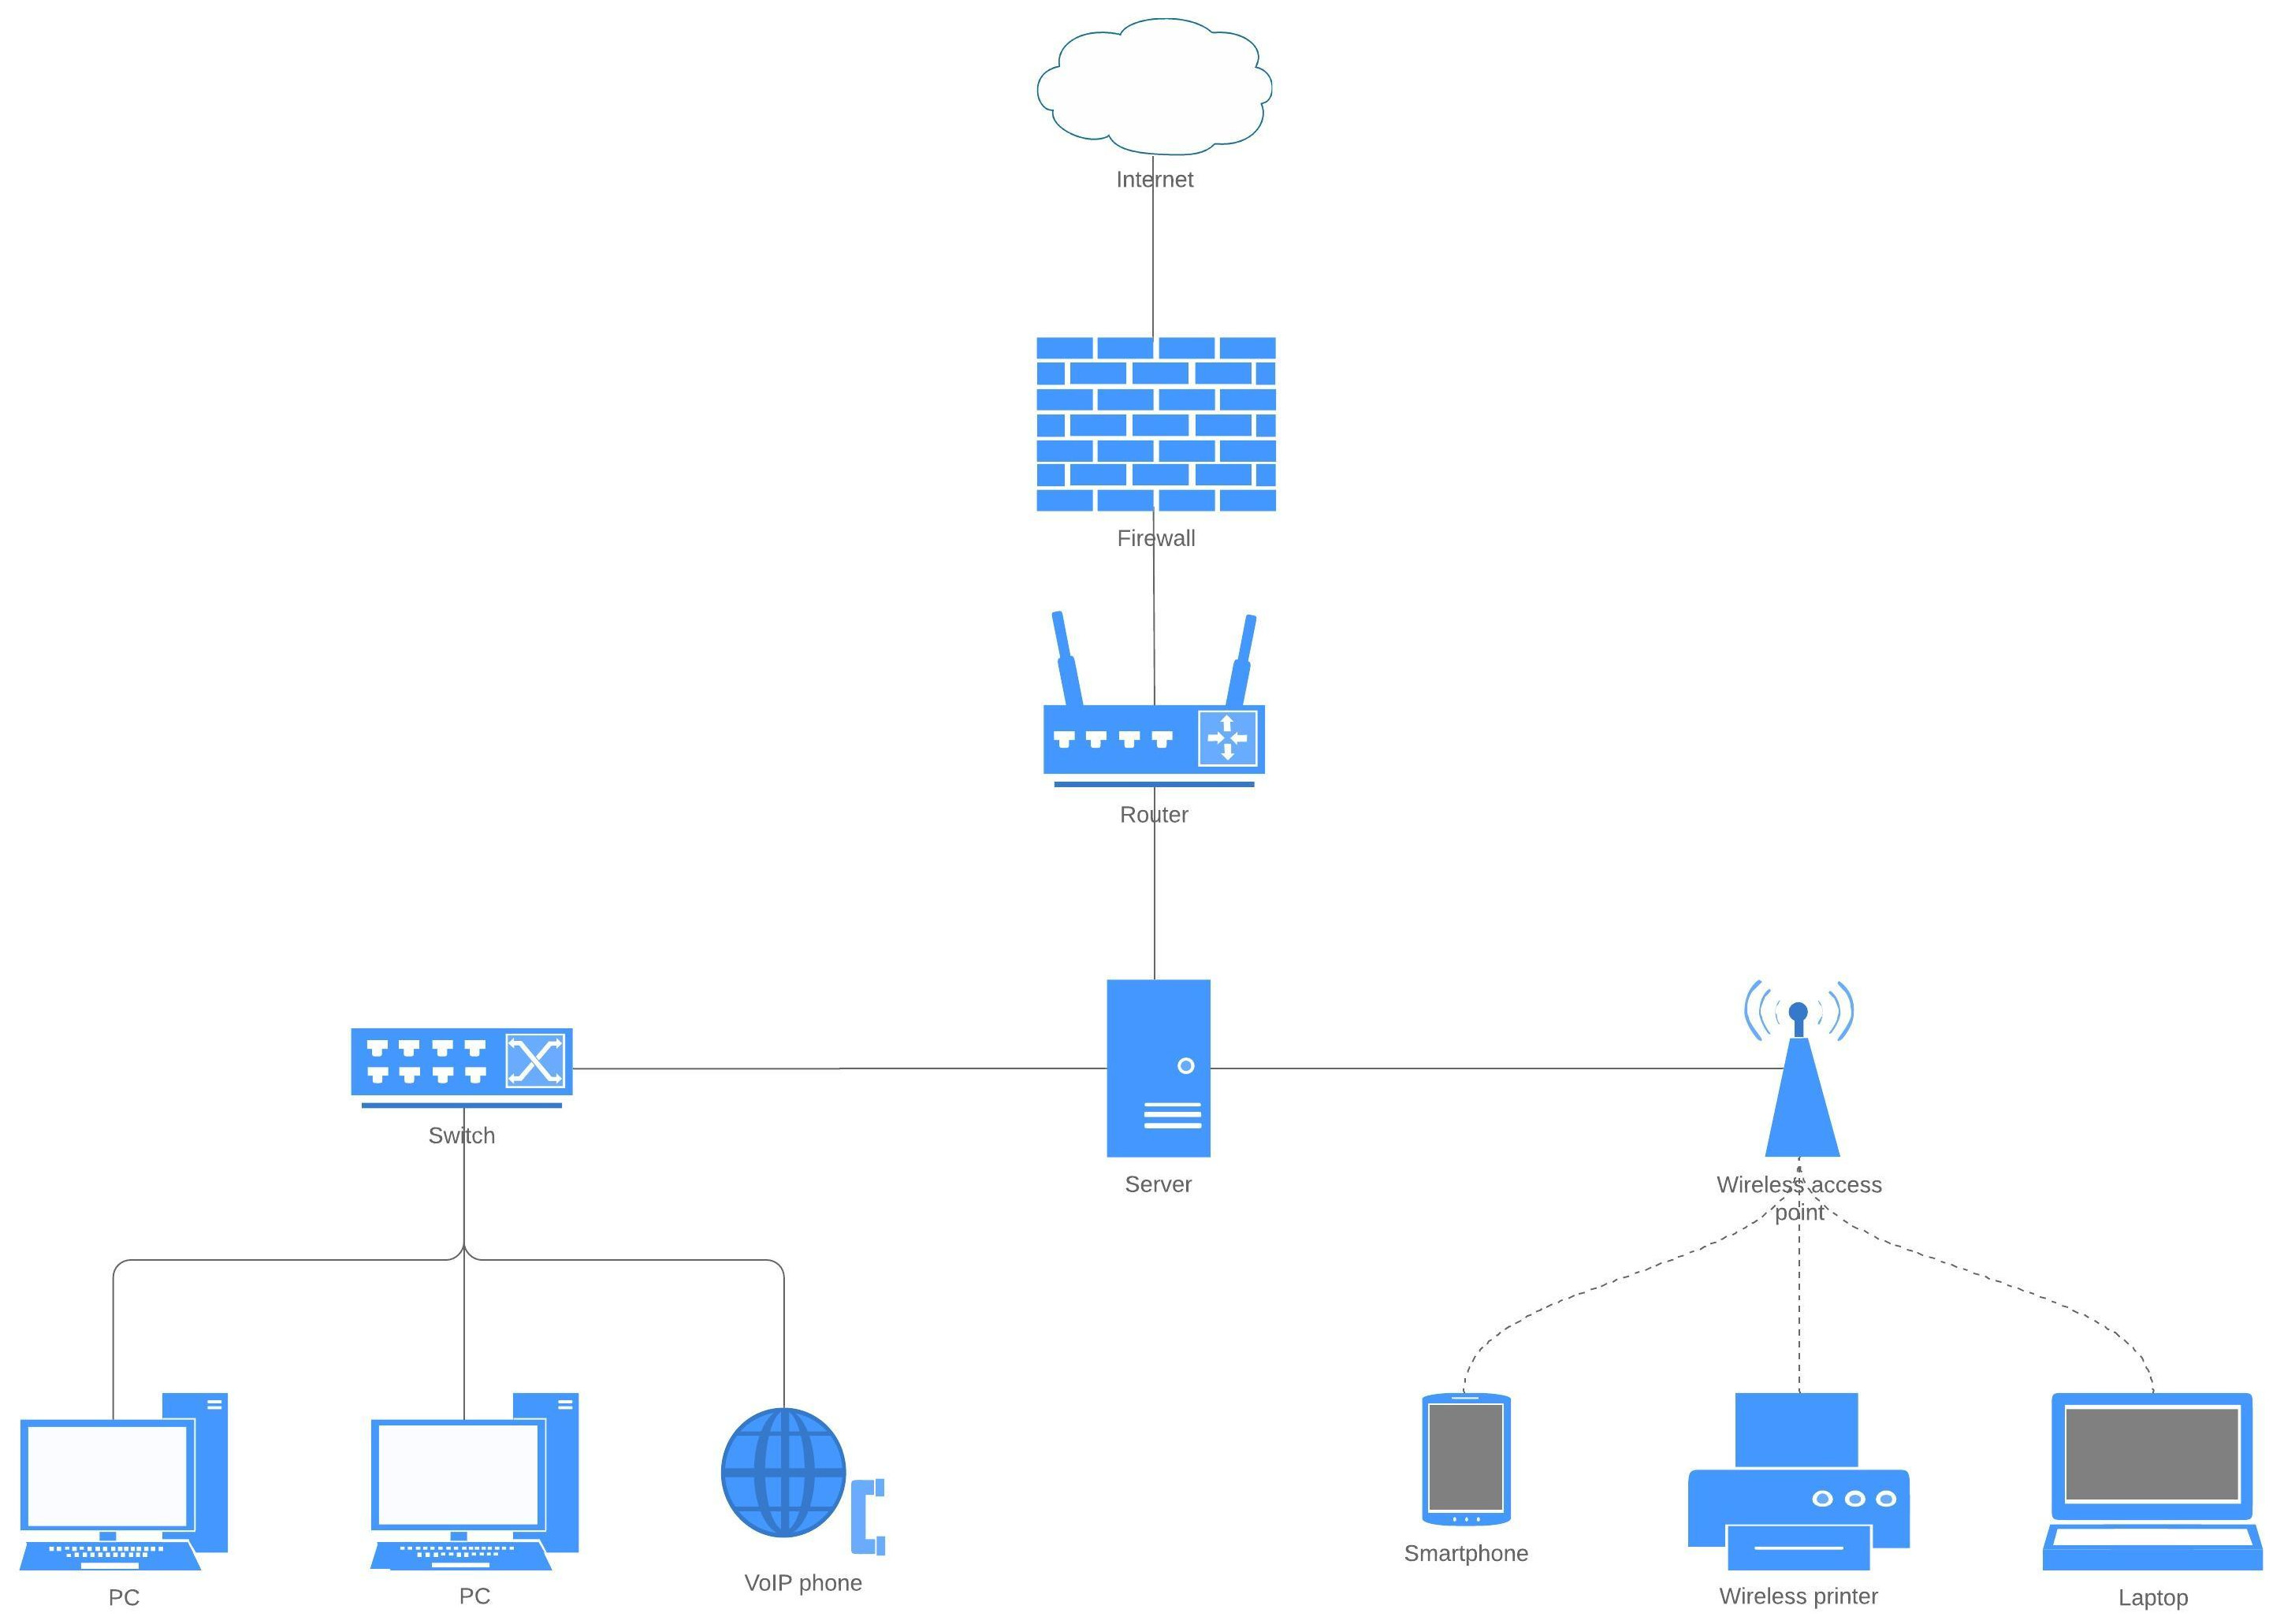 Internet
Firewall
Router
Switch
Server
Wireless access
point
PC
PC
VoIP phone
Smartphone
Wireless printer
Laptop